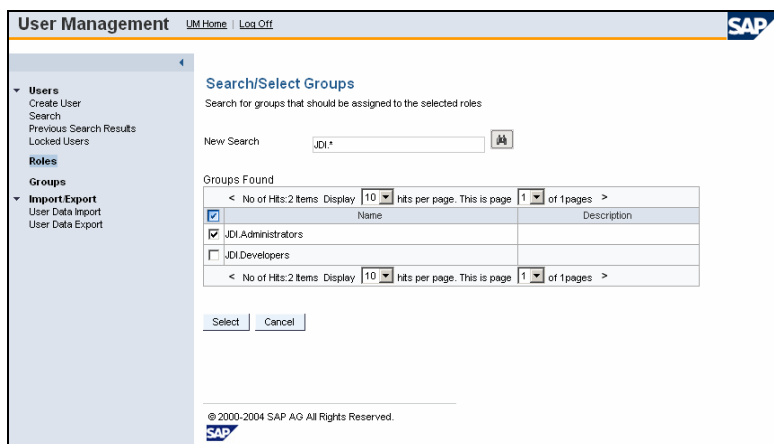 User Management UM Home | Log Off
SAP
Users
Create User
Search
Previous Search Results
Locked Users
Roles
Groups
Import/Export
User Data Import
User Data Export
Search/Select Groups
Search for groups that should be assigned to the selected roles
New Search JDI.*
Groups Found
< No of Hits:2 Items Display 10 hits per page. This is page 1 of 1pages >
Name Description
JDI.Administrators
JDI.Developers
< No of Hits:2 Items Display 10 hits per page. This is page 1 of 1pages >
Select Cancel
© 2000-2004 SAP AG All Rights Reserved.
SAP